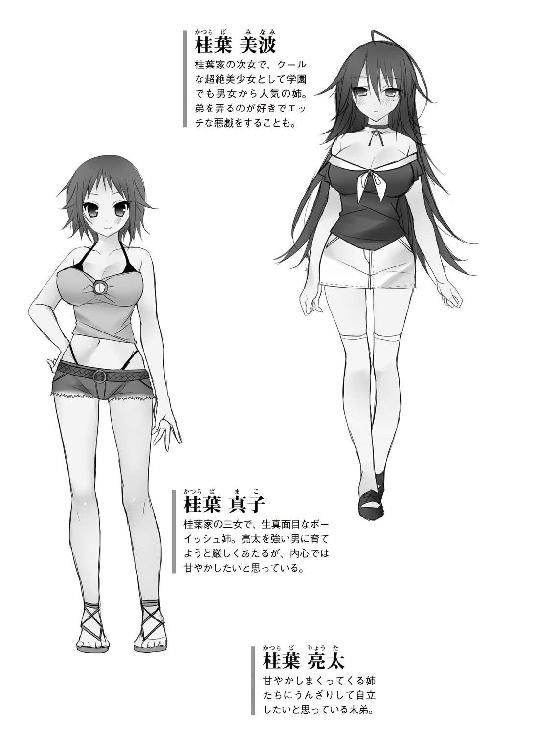 かつらば みなみ
桂葉 美波
桂葉家の次女で、クール
な超絶美少女として学園
でも男女から人気の姉。
弟を弄るのが好きでエッ
チな悪戯をすることも。
かつらば まこ
桂葉 真子
桂葉家の三女で、生真面目なボー
イッシュ姉。亮太を強い男に育て
ようと厳しくあたるが、内心では
甘やかしたいと思っている。
かつらば りょうた
桂葉 亮太
甘やかしまくってくる姉
たちにうんざりして自立
したいと思っている末弟。